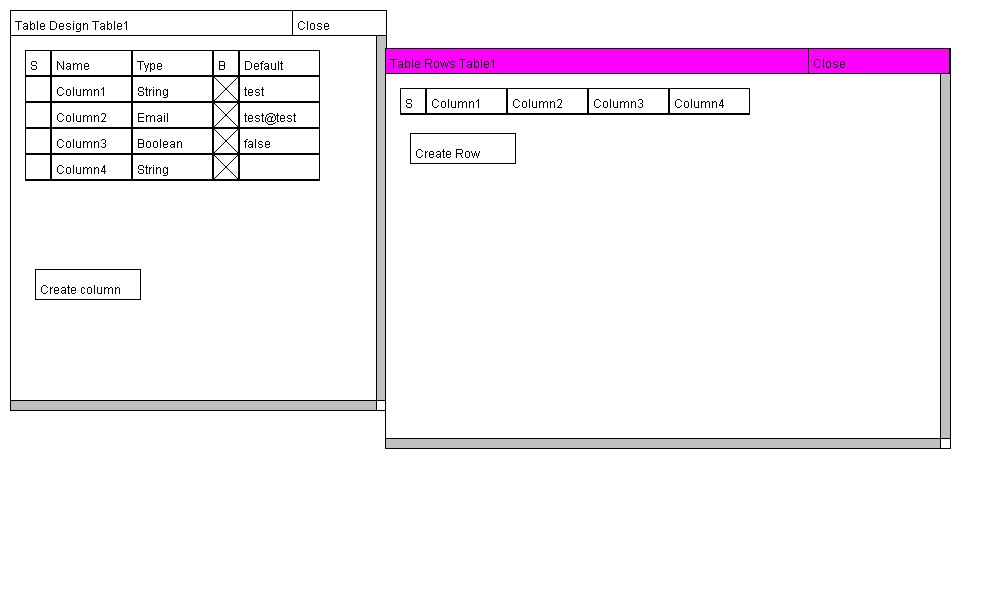 Table Design Table1 Close
S Name Type B Default
Column1 String test
Column2 Email test@test
Column3 Boolean false
Column4 String
Create column
Table Rows Table1 Close
S Column1 Column2 Column3 Column4
Create Row